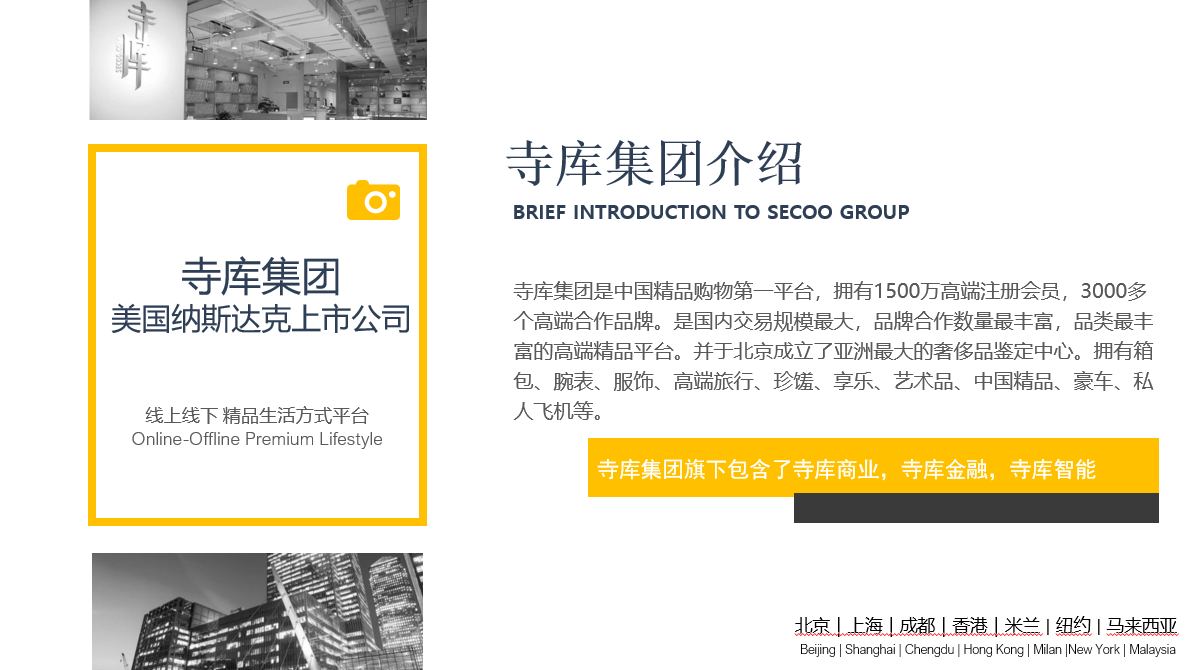 寺库
SECOO
寺库集团
美国纳斯达克上市公司
线上线下 精品生活方式平台
Online-Offline Premium Lifestyle
寺库集团介绍
BRIEF INTRODUCTION TO SECOO GROUP
寺库集团是中国精品购物第一平台，拥有1500万高端注册会员，3000多
个高端合作品牌。是国内交易规模最大，品牌合作数量最丰富，品类最丰
富的高端精品平台。并于北京成立了亚洲最大的奢侈品鉴定中心。拥有箱
包、腕表、服饰、高端旅行、珍馐、享乐、艺术品、中国精品、豪车、私
人飞机等。
寺库集团旗下包含了寺库商业，寺库金融，寺库智能
北京 | 上海 | 成都 | 香港 | 米兰 | 纽约 | 马来西亚
Beijing | Shanghai | Chengdu | Hong Kong | Milan |New York | Malaysia